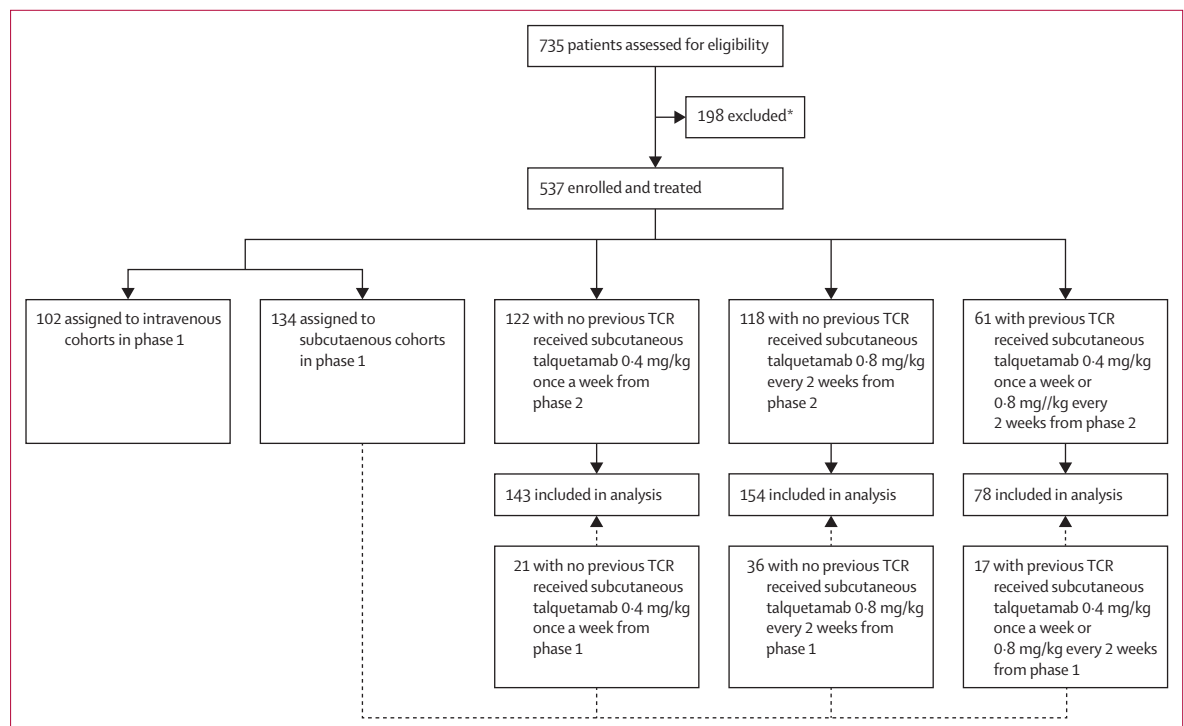 735 patients assessed for eligibility
198 excluded*
537 enrolled and treated
102 assigned to intravenous
cohorts in phase 1
134 assigned to
subcutaenous cohorts
in phase 1
122 with no previous TCR
received subcutaneous
talquetamab 0·4 mg/kg
once a week from
phase 2
118 with no previous TCR
received subcutaneous
talquetamab 0·8 mg/kg
every 2 weeks from
phase 2
61 with previous TCR
received subcutaneous
talquetamab 0·4 mg/kg
once a week or
0·8 mg//kg every
2 weeks from phase 2
143 included in analysis
154 included in analysis
78 included in analysis
21 with no previous TCR
received subcutaneous
talquetamab 0·4 mg/kg
once a week from
phase 1
36 with no previous TCR
received subcutaneous
talquetamab 0·8 mg/kg
every 2 weeks from
phase 1
17 with previous TCR
received subcutaneous
talquetamab 0·4 mg/kg
once a week or
0·8 mg/kg every 2 weeks
from phase 1